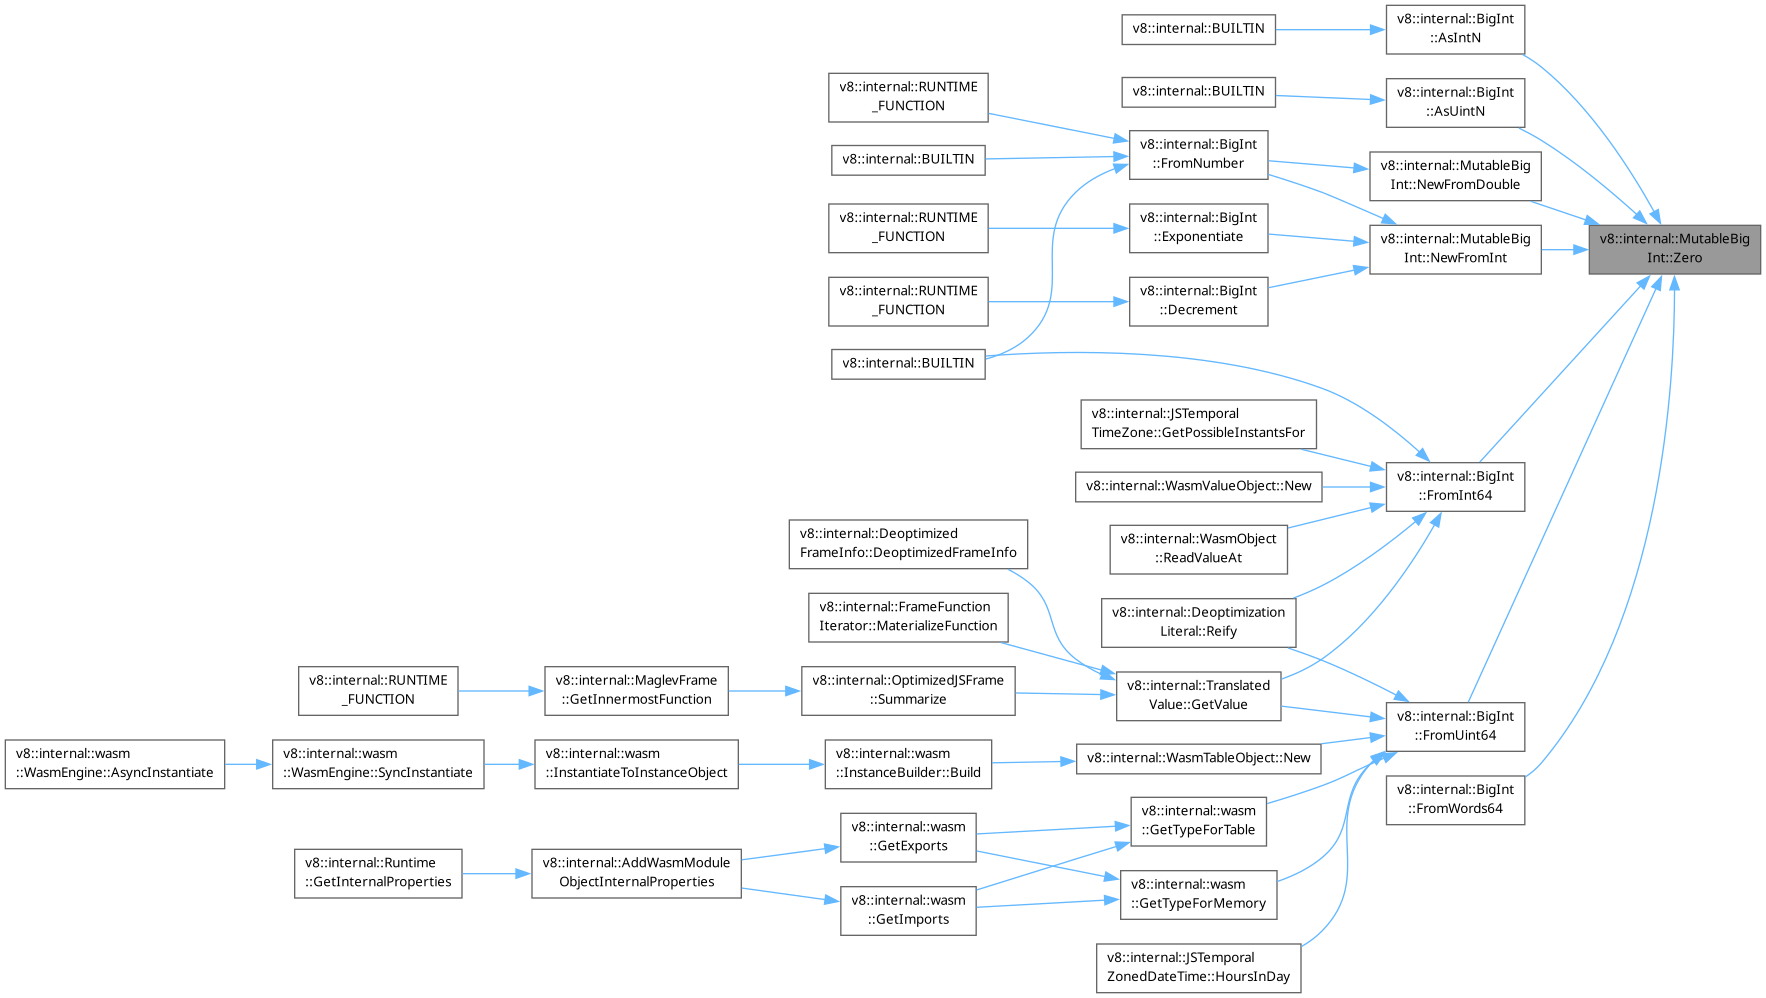 v8::internal::BUILTIN
v8::internal::BigInt
::AsIntN
v8::internal::RUNTIME
_FUNCTION
v8::internal::BUILTIN
v8::internal::BigInt
::AsUintN
v8::internal::BUILTIN
v8::internal::BigInt
::FromNumber
v8::internal::MutableBig
Int::NewFromDouble
v8::internal::RUNTIME
_FUNCTION
v8::internal::BigInt
::Exponentiate
v8::internal::MutableBig
Int::NewFromInt
v8::internal::MutableBig
Int::Zero
v8::internal::RUNTIME
_FUNCTION
v8::internal::BigInt
::Decrement
v8::internal::BUILTIN
v8::internal::JSTemporal
TimeZone::GetPossibleInstantsFor
v8::internal::WasmValueObject::New
v8::internal::BigInt
::FromInt64
v8::internal::Deoptimized
FrameInfo::DeoptimizedFrameInfo
v8::internal::WasmObject
::ReadValueAt
v8::internal::FrameFunction
Iterator::MaterializeFunction
v8::internal::Deoptimization
Literal::Reify
v8::internal::RUNTIME
_FUNCTION
v8::internal::MaglevFrame
::GetInnermostFunction
v8::internal::OptimizedJSFrame
::Summarize
v8::internal::Translated
Value::GetValue
v8::internal::BigInt
::FromUint64
v8::internal::wasm
::WasmEngine::AsyncInstantiate
v8::internal::wasm
::WasmEngine::SyncInstantiate
v8::internal::wasm
::InstantiateToInstanceObject
v8::internal::wasm
::InstanceBuilder::Build
v8::internal::WasmTableObject::New
v8::internal::BigInt
::FromWords64
v8::internal::wasm
::GetExports
v8::internal::wasm
::GetTypeForTable
v8::internal::Runtime
::GetInternalProperties
v8::internal::AddWasmModule
ObjectInternalProperties
v8::internal::wasm
::GetImports
v8::internal::wasm
::GetTypeForMemory
v8::internal::JSTemporal
ZonedDateTime::HoursInDay